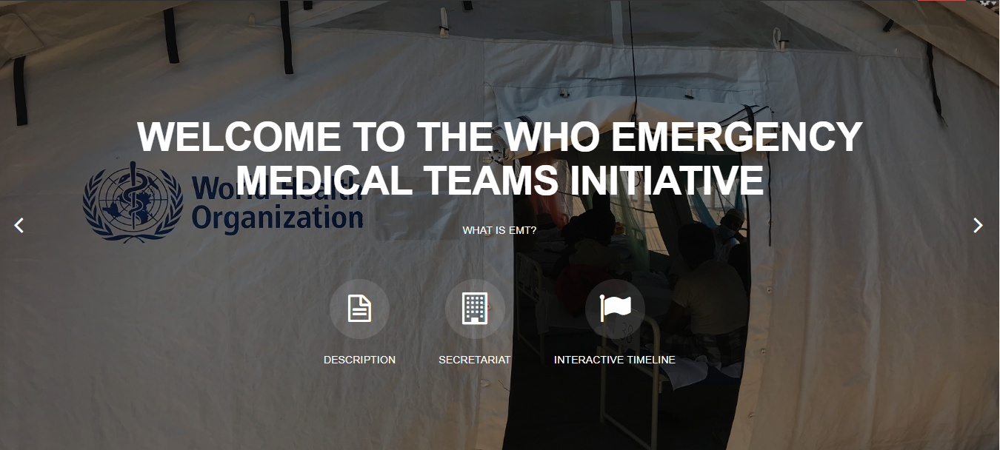 WELCOME TO THE WHO EMERGENCY
MEDICAL TEAMS INITIATIVE
World Health
Organization
WHAT IS EMT?
DESCRIPTION
SECRETARIAT
INTERACTIVE TIMELINE